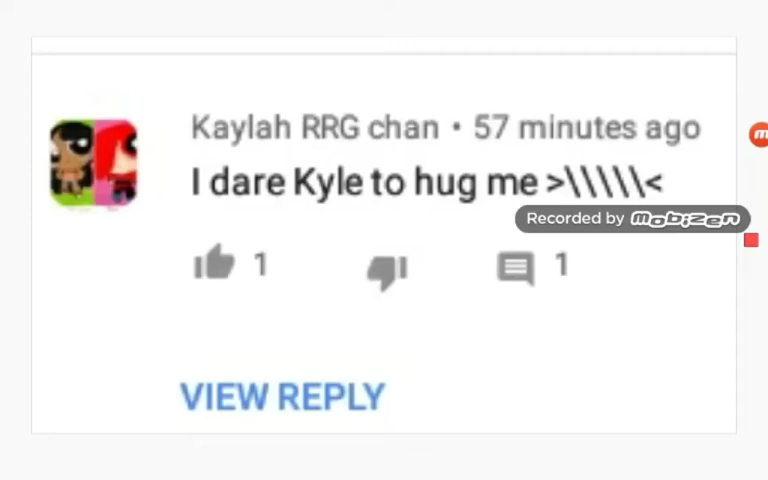 Kaylah RRG chan • 57 minutes ago
I dare Kyle to hug me >\\\\\<
Recorded by mobizen
1
1
VIEW REPLY